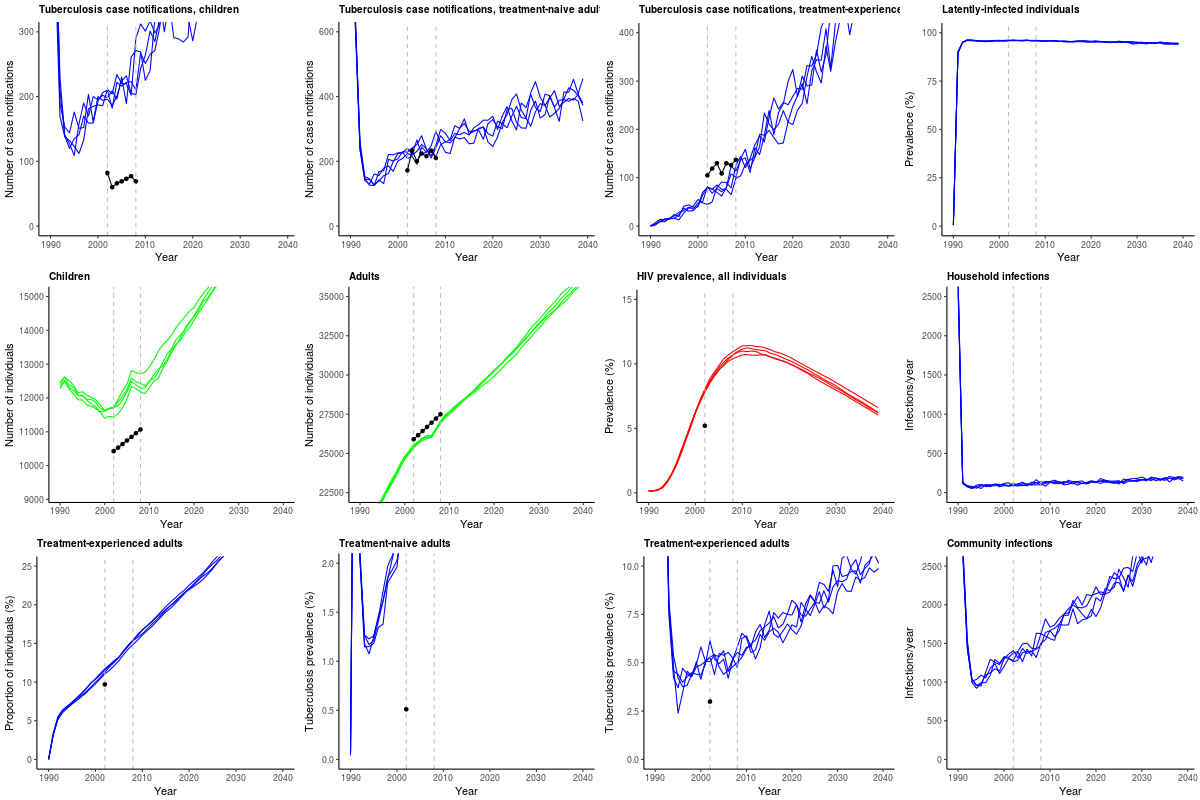 Tuberculosis case notifications, children
Number of case notifications
300
200
100
0
1990 2000 2010 2020 2030 2040
Year
Tuberculosis case notifications, treatment-naive adult
Number of case notifications
600
400
200
0
1990 2000 2010 2020 2030 2040
Year
Tuberculosis case notifications, treatment-experience
Number of case notifications
400
300
200
100
0
1990 2000 2010 2020 2030 2040
Year
Latently-infected individuals
Prevalence (%)
100
75
50
25
0
1990 2000 2010 2020 2030 2040
Year
Children
Number of individuals
15000
14000
13000
12000
11000
10000
9000
1990 2000 2010 2020 2030 2040
Year
Adults
Number of individuals
35000
32500
30000
27500
25000
22500
1990 2000 2010 2020 2030 2040
Year
HIV prevalence, all individuals
Prevalence (%)
15
10
5
0
1990 2000 2010 2020 2030 2040
Year
Household infections
Infections/year
2500
2000
1500
1000
500
0
1990 2000 2010 2020 2030 2040
Year
Treatment-experienced adults
Proportion of individuals (%)
25
20
15
10
5
0
1990 2000 2010 2020 2030 2040
Year
Treatment-naive adults
Tuberculosis prevalence (%)
2.0
1.5
1.0
0.5
0.0
1990 2000 2010 2020 2030 2040
Year
Treatment-experienced adults
Tuberculosis prevalence (%)
10.0
7.5
5.0
2.5
0.0
1990 2000 2010 2020 2030 2040
Year
Community infections
Infections/year
2500
2000
1500
1000
500
0
1990 2000 2010 2020 2030 2040
Year